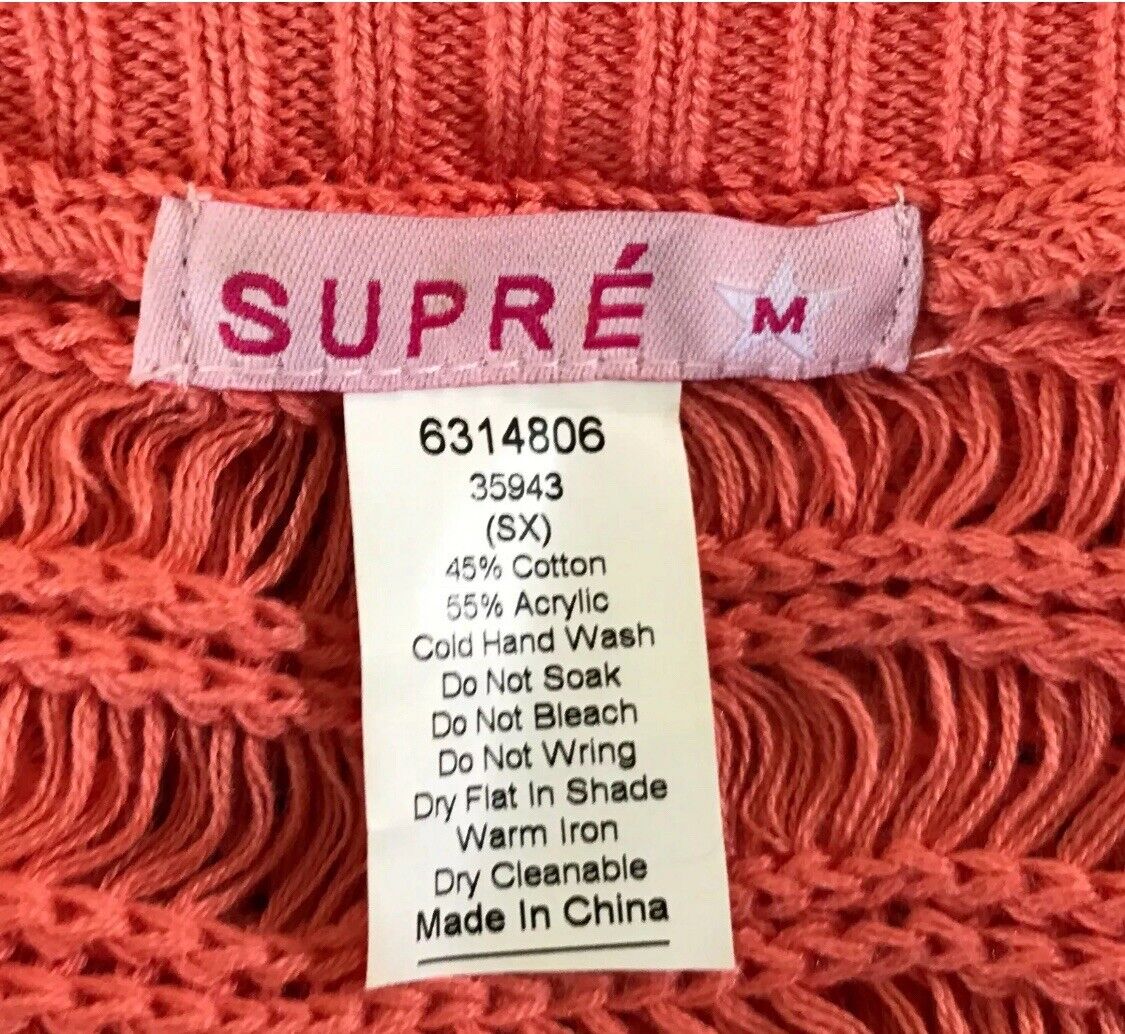 SUPRÉ M
6314806
35943
(SX)
45% Cotton
55% Acrylic
Cold Hand Wash
Do Not Soak
Do Not Bleach
Do Not Wring
Dry Flat In Shade
Warm Iron
Dry Cleanable
Made In China